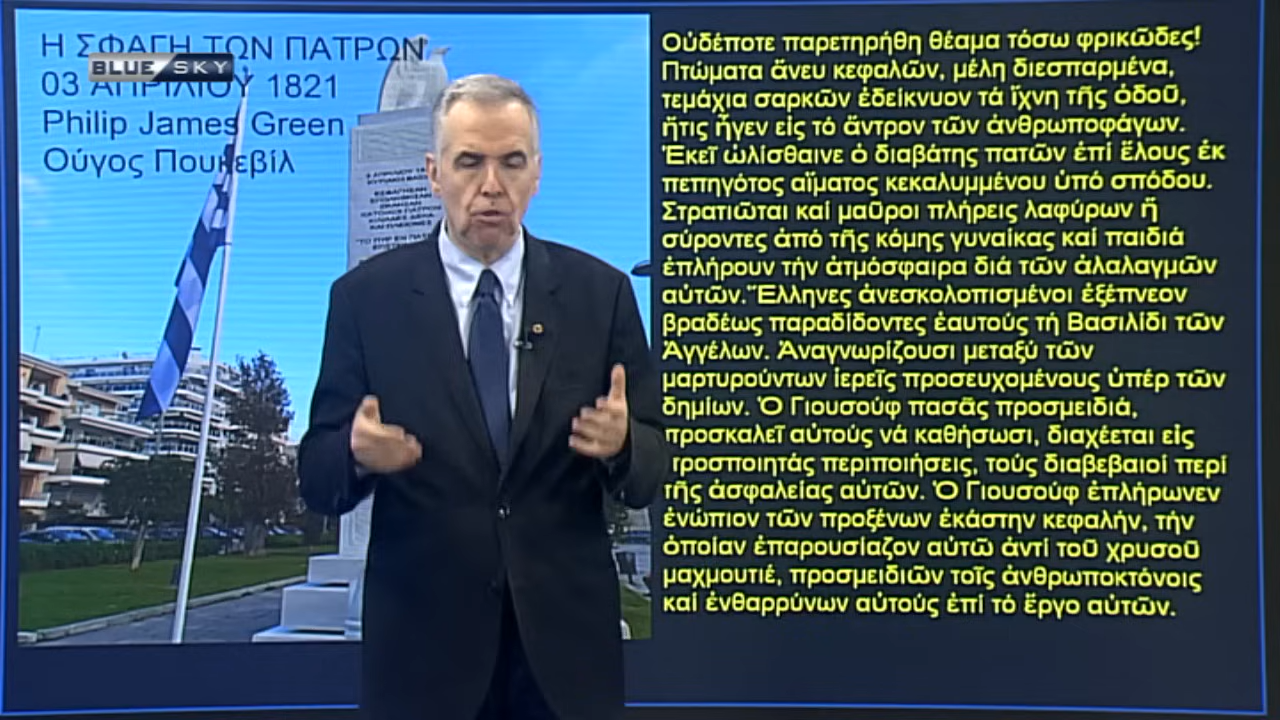 Η ΣΦΑΓΗ ΤΩΝ ΠΑΤΡΩΝ
BLUE SKY
03 ΑΠΡΙΛΙΟΥ 1821
Philip James Green
Ούγος Πουκεβίλ
Οὐδέποτε παρετηρήθη θέαμα τόσω φρικῶδες!
Πτώματα ἄνευ κεφαλῶν, μέλη διεσπαρμένα,
τεμάχια σαρκῶν ἐδείκνυον τά ἴχνη τῆς ὁδοῦ,
ἥτις ἦγεν εἰς τό ἄντρον τῶν ἀνθρωποφάγων.
Ἐκεῖ ὠλίσθαινε ὁ διαβάτης πατῶν ἐπί ἕλους ἐκ
πεπηγότος αἵματος κεκαλυμμένου ὑπό σπόδου.
Στρατιῶται καί μαῦροι πλήρεις λαφύρων ἤ
σύροντες ἀπό τῆς κόμης γυναίκας καί παιδιά
ἐπλήρουν τήν ἀτμόσφαιρα διά τῶν ἀλαλαγμῶν
αὐτῶν. Ἕλληνες ἀνεσκολοπισμένοι ἐξέπνεον
βραδέως παραδίδοντες ἑαυτούς τή Βασιλίδι τῶν
Ἀγγέλων. Ἀναγνωρίζουσι μεταξύ τῶν
μαρτυρούντων ἱερεῖς προσευχομένους ὑπέρ τῶν
δημίων. Ὁ Γιουσούφ πασᾶς προσμειδιά,
προσκαλεῖ αὐτούς νά καθήσωσι, διαχέεται εἰς
προσποιητάς περιποιήσεις, τούς διαβεβαιοῖ περί
τῆς ἀσφαλείας αὐτῶν. Ὁ Γιουσούφ ἐπλήρωνεν
ἐνώπιον τῶν προξένων ἑκάστην κεφαλήν, τήν
ὁποίαν ἐπαρουσίαζον αὐτῶ ἀντί τοῦ χρυσοῦ
μαχμουτιέ, προσμειδιῶν τοῖς ἀνθρωποκτόνοις
καί ἐνθαρρύνων αὐτούς ἐπί τό ἔργο αὐτῶν.